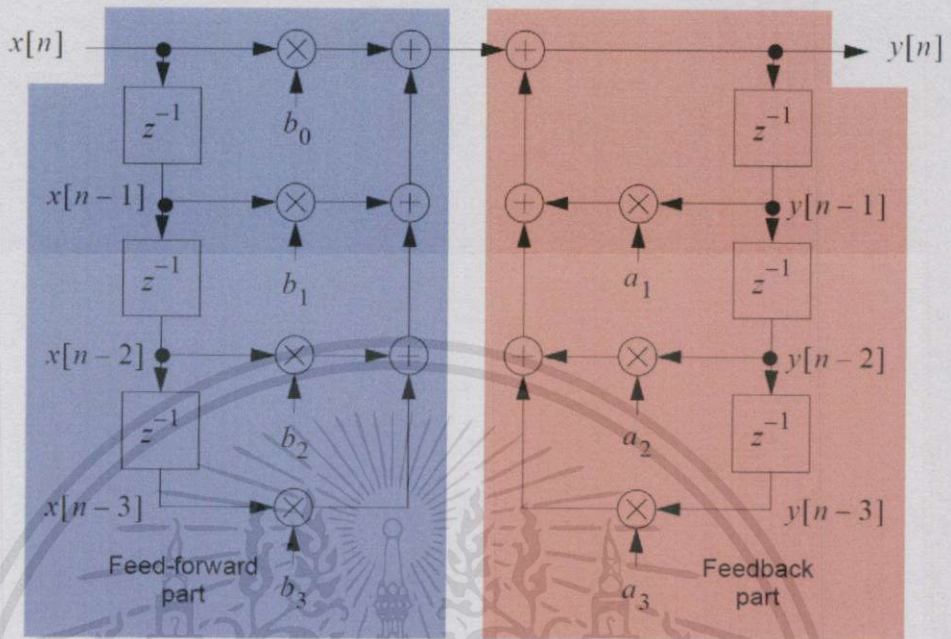 x[n] y[n]
b₀
z⁻¹ z⁻¹
x[n − 1] y[n − 1]
b₁ a₁
z⁻¹ z⁻¹
x[n − 2] y[n − 2]
b₂ a₂
z⁻¹ z⁻¹
x[n − 3] y[n − 3]
Feed-forward part
b₃ a₃
Feedback part